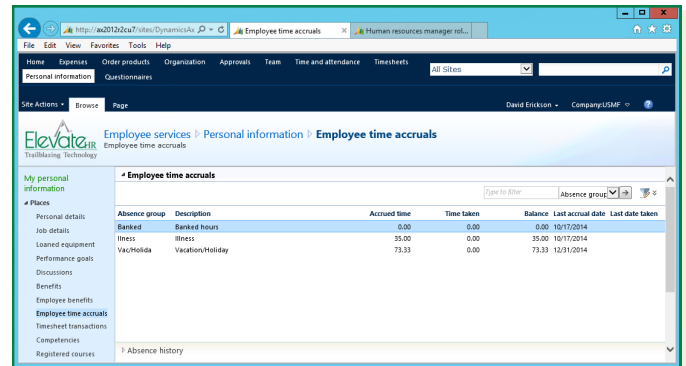 http://ax2012r2cu7/sites/DynamicsAx
Employee time accruals
Human resources manager rol...
File Edit View Favorites Tools Help
Home Expenses Order products Organization Approvals Team Time and attendance Timesheets
All Sites
Personal information Questionnaires
Site Actions Browse Page
David Erickson Company:USMF
ElevateHR
Trailblazing Technology
Employee services Personal information Employee time accruals
Employee time accruals
My personal information
Places
Personal details
Job details
Loaned equipment
Performance goals
Discussions
Benefits
Employee benefits
Employee time accruals
Timesheet transactions
Competencies
Registered courses
Employee time accruals
Type to filter
Absence group
Absence group Description Accrued time Time taken Balance Last accrual date Last date taken
Banked Banked hours 0.00 0.00 0.00 10/17/2014
Ilness Illness 35.00 0.00 35.00 10/17/2014
Vac/Holida Vacation/Holiday 73.33 0.00 73.33 12/31/2014
Absence history